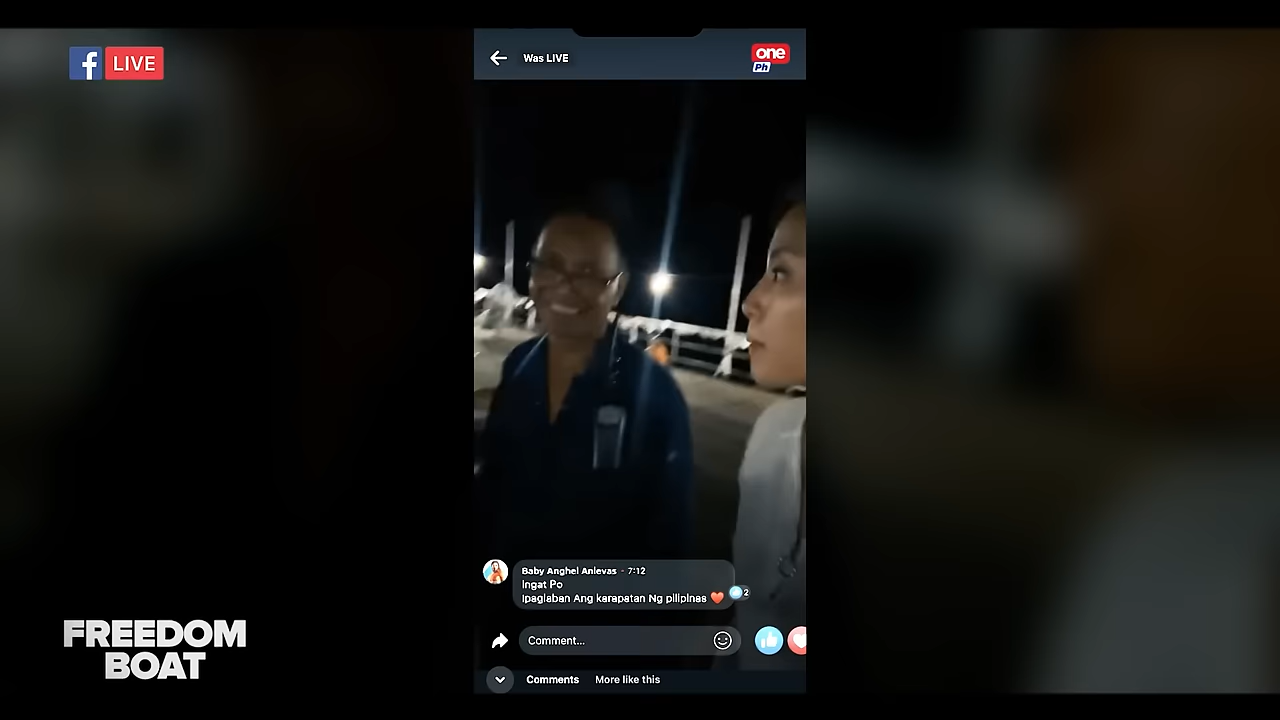 f LIVE
Was LIVE
one
Ph
Baby Anghel Anievas - 7:12
Ingat Po
Ipaglaban Ang karapatan Ng pilipinas ❤️
2
Comment...
Comments More like this
FREEDOM
BOAT